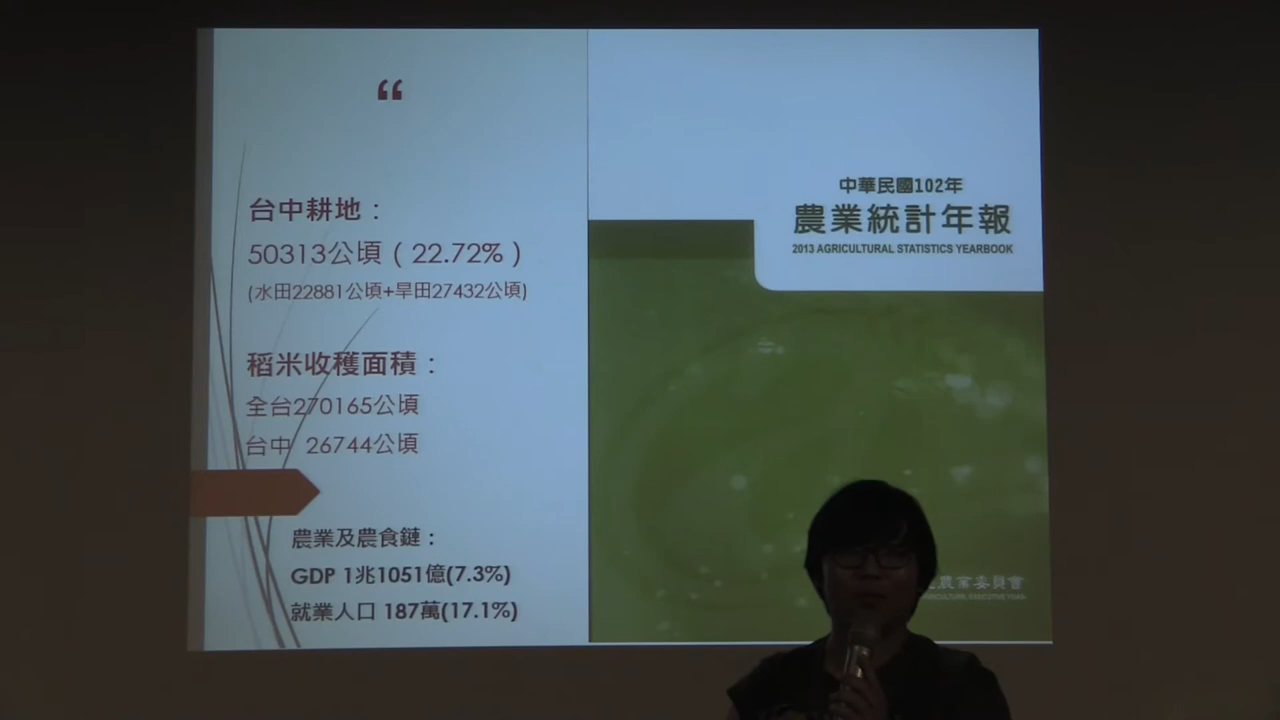 “
台中耕地：
50313公頃（22.72%）
(水田22881公頃+旱田27432公頃)
稻米收穫面積：
全台270165公頃
台中 26744公頃
農業及農食鏈：
GDP 1兆1051億(7.3%)
就業人口 187萬(17.1%)
中華民國102年
農業統計年報
2013 AGRICULTURAL STATISTICS YEARBOOK
農業委員會
AGRICULTURE, EXECUTIVE YUAN